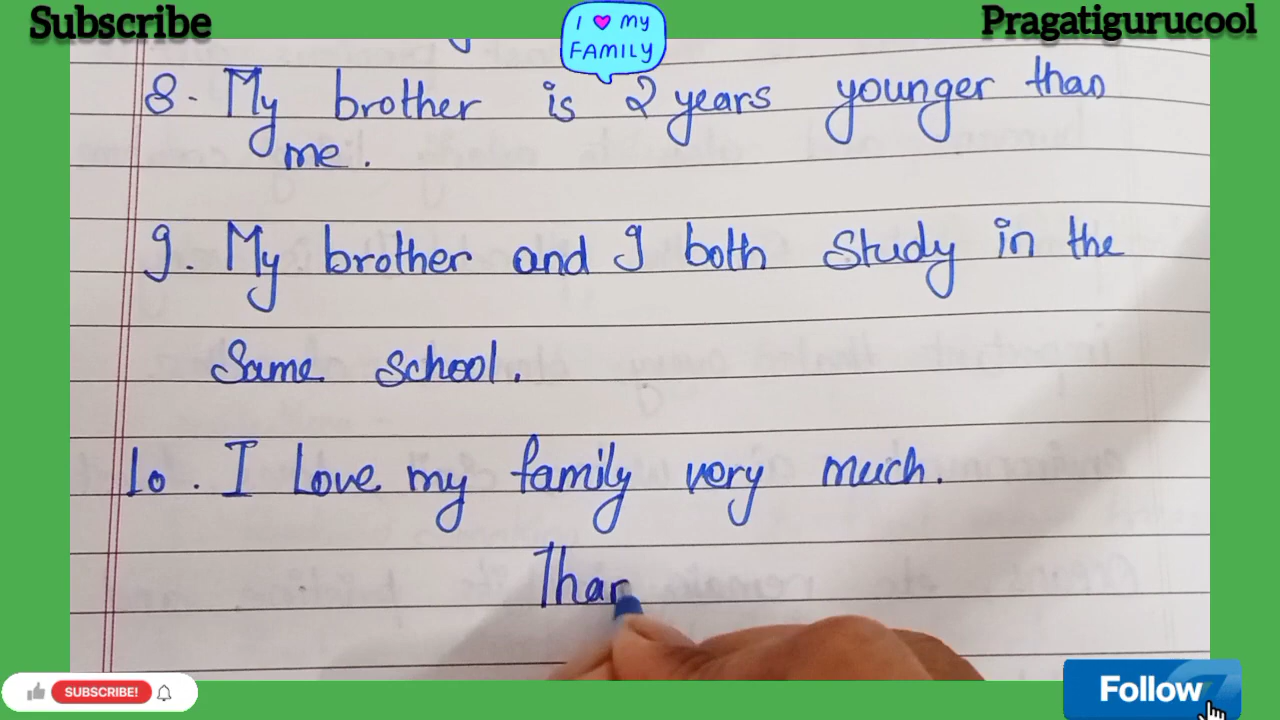 Subscribe
I ♥ my
FAMILY
Pragatigurucool
8. My brother is 2 years younger than
me.
9. My brother and I both Study in the
Same school.
10. I Love my family very much.
Than
SUBSCRIBE!
Follow